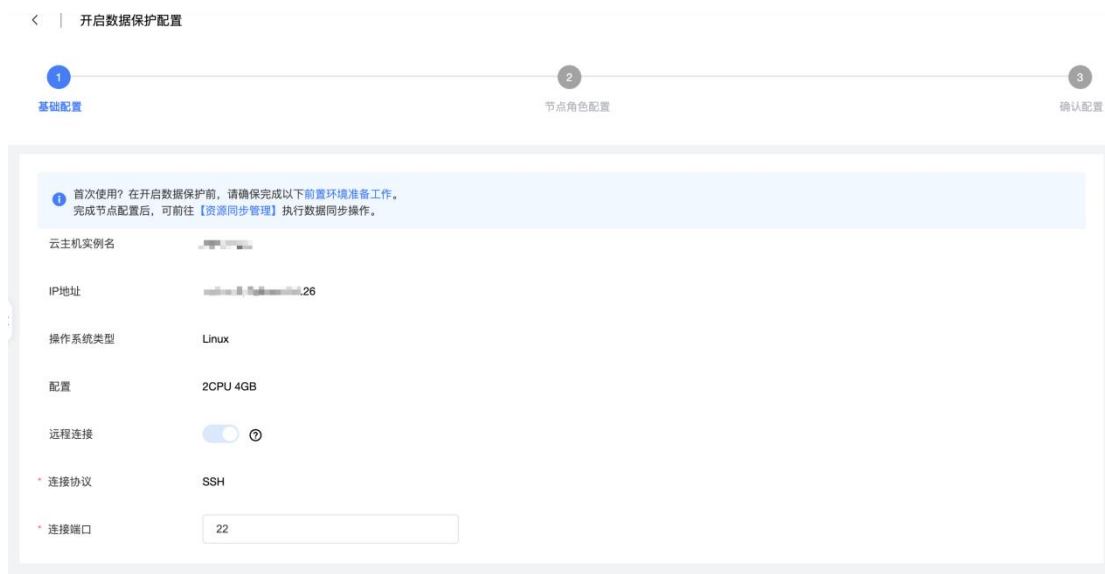 开启数据保护配置
1
2
3
基础配置
节点角色配置
确认配置
首次使用？在开启数据保护前，请确保完成以下前置环境准备工作。
完成节点配置后，可前往【资源同步管理】执行数据同步操作。
云主机实例名
IP地址 .26
操作系统类型 Linux
配置 2CPU 4GB
远程连接
* 连接协议 SSH
* 连接端口 22